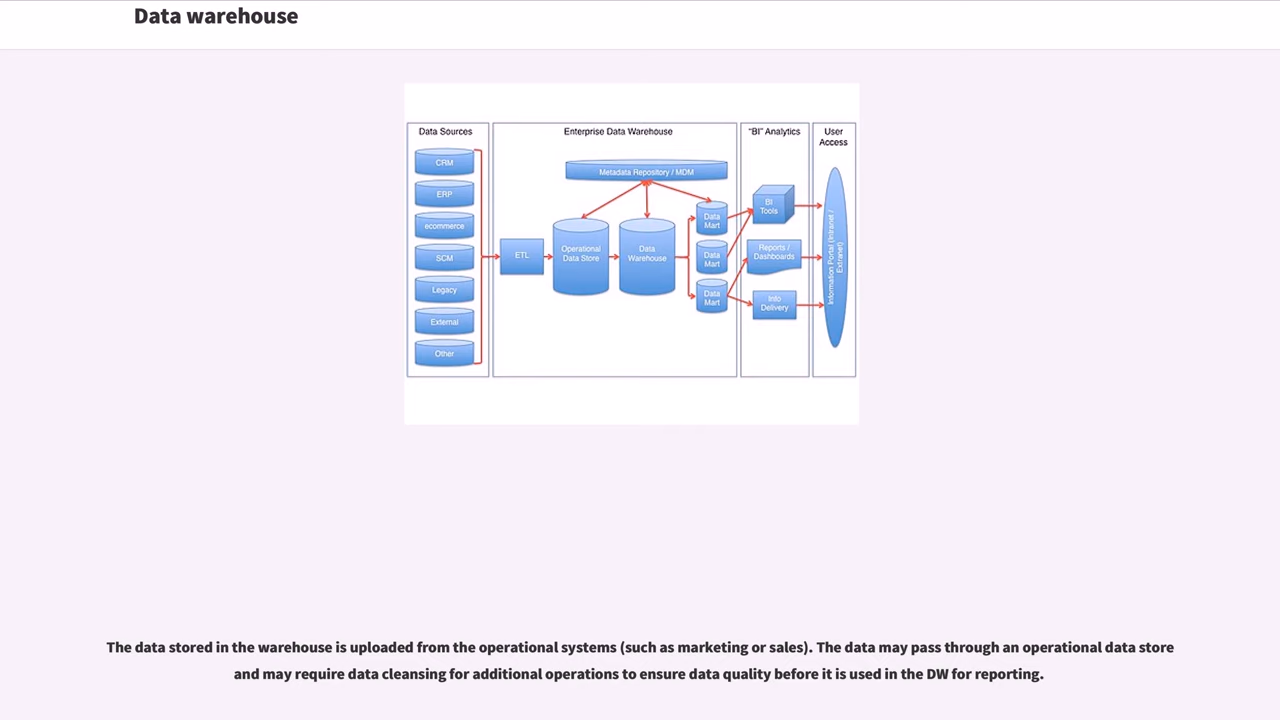 Data warehouse
Data Sources
Enterprise Data Warehouse
"BI" Analytics
User
Access
CRM
ERP
ecommerce
SCM
Legacy
External
Other
ETL
Metadata Repository / MDM
Operational
Data Store
Data
Warehouse
Data
Mart
Data
Mart
Data
Mart
BI
Tools
Reports /
Dashboards
Info
Delivery
Information Portal (Intranet /
Extranet)
The data stored in the warehouse is uploaded from the operational systems (such as marketing or sales). The data may pass through an operational data store
and may require data cleansing for additional operations to ensure data quality before it is used in the DW for reporting.